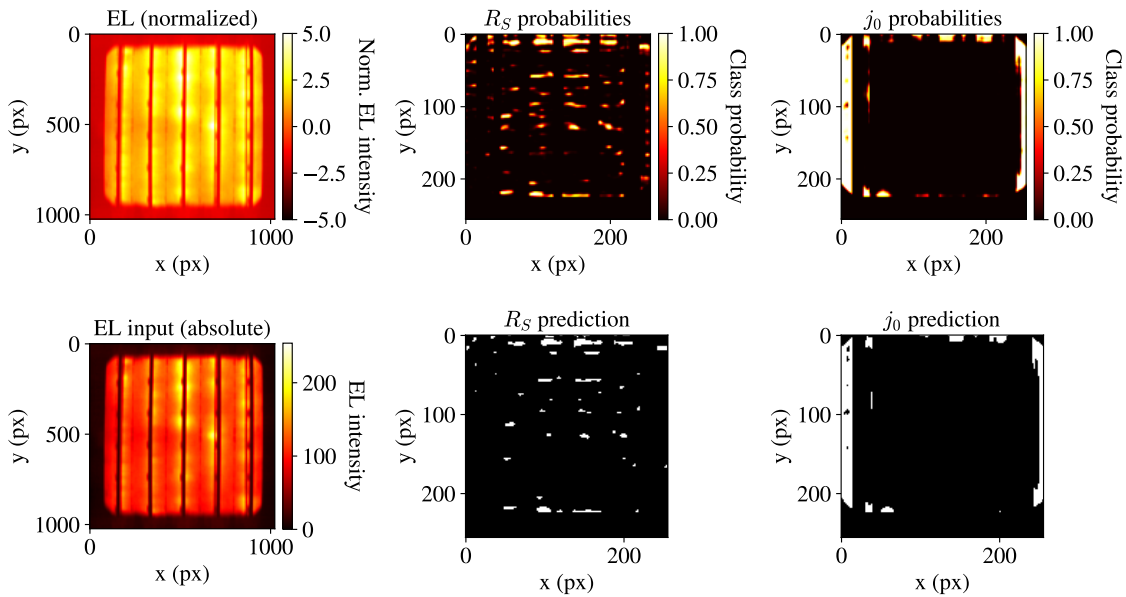 EL (normalized)
0
500
1000
y (px)
0
1000
x (px)
5.0
2.5
0.0
−2.5
−5.0
Norm. EL intensity
R_S probabilities
0
100
200
y (px)
0
200
x (px)
1.00
0.75
0.50
0.25
0.00
Class probability
j_0 probabilities
0
100
200
y (px)
0
200
x (px)
1.00
0.75
0.50
0.25
0.00
Class probability
EL input (absolute)
0
500
1000
y (px)
0
1000
x (px)
200
100
0
EL intensity
R_S prediction
0
100
200
y (px)
0
200
x (px)
j_0 prediction
0
100
200
y (px)
0
200
x (px)